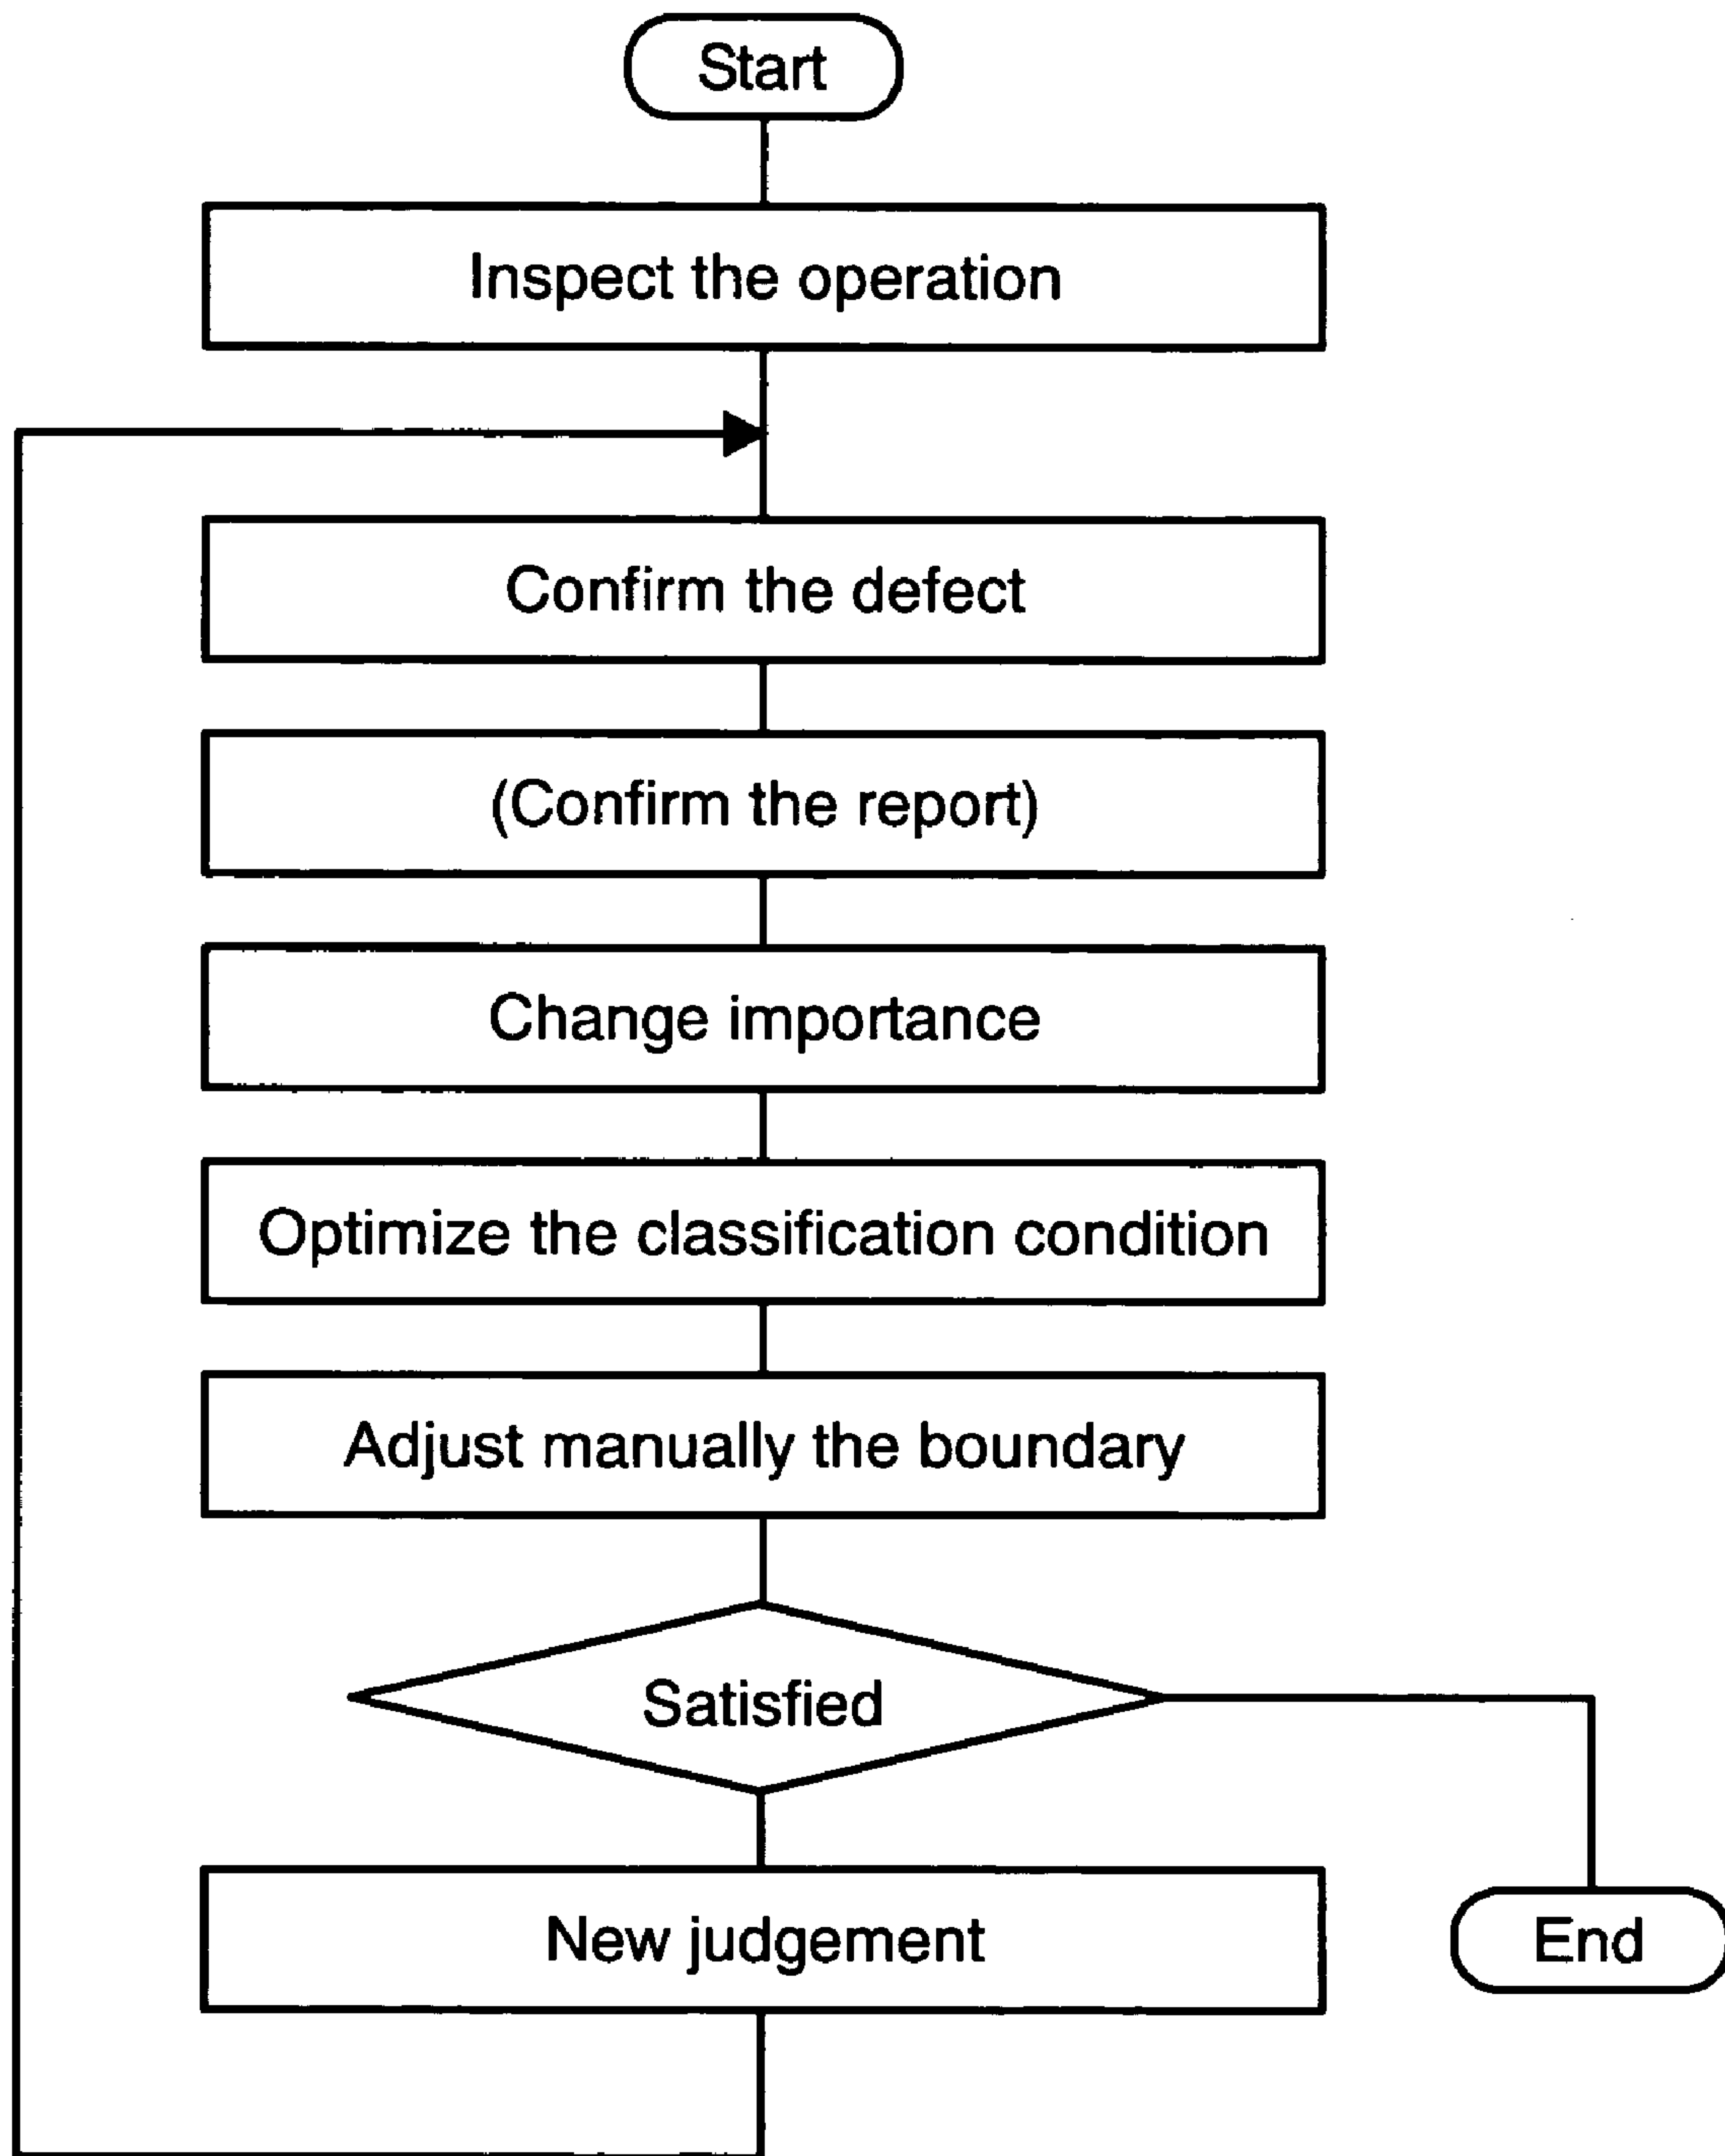 Start
Inspect the operation
Confirm the defect
(Confirm the report)
Change importance
Optimize the classification condition
Adjust manually the boundary
Satisfied
New judgement
End